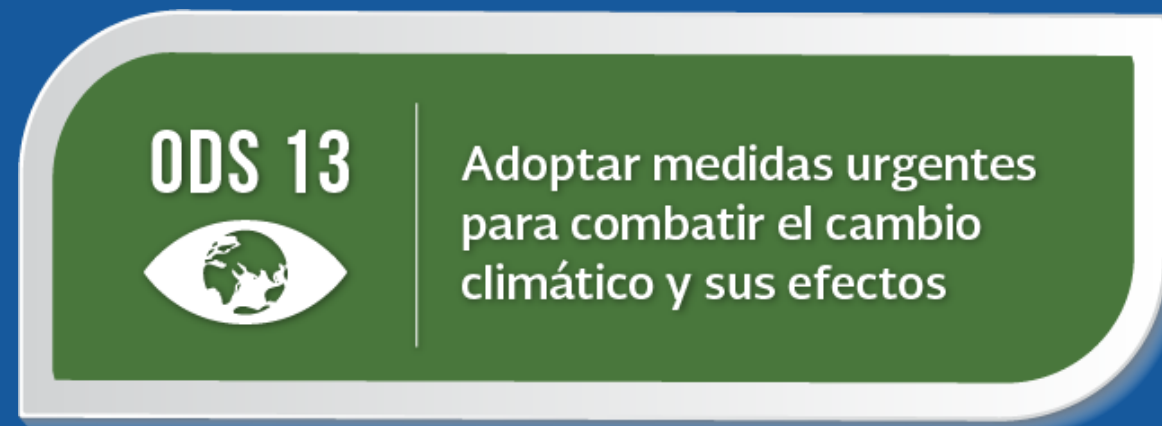 ODS 13
Adoptar medidas urgentes
para combatir el cambio
climático y sus efectos